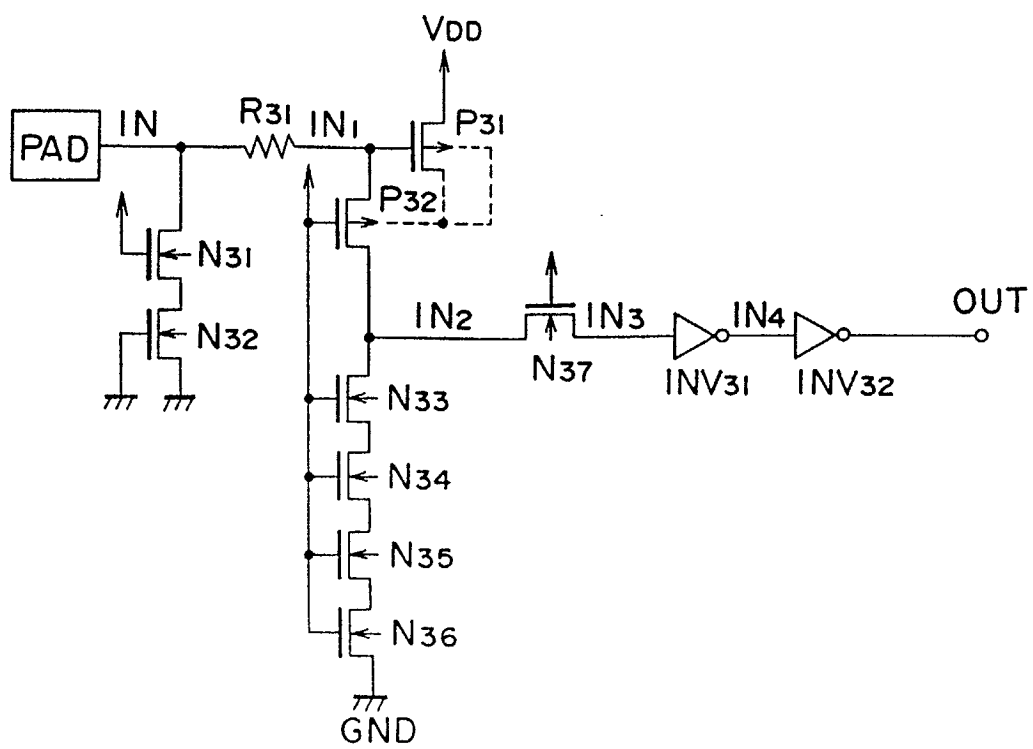 VDD
PAD
IN
R31
IN1
P31
P32
N31
N32
IN2
N37
IN3
INV31
IN4
INV32
OUT
N33
N34
N35
N36
GND